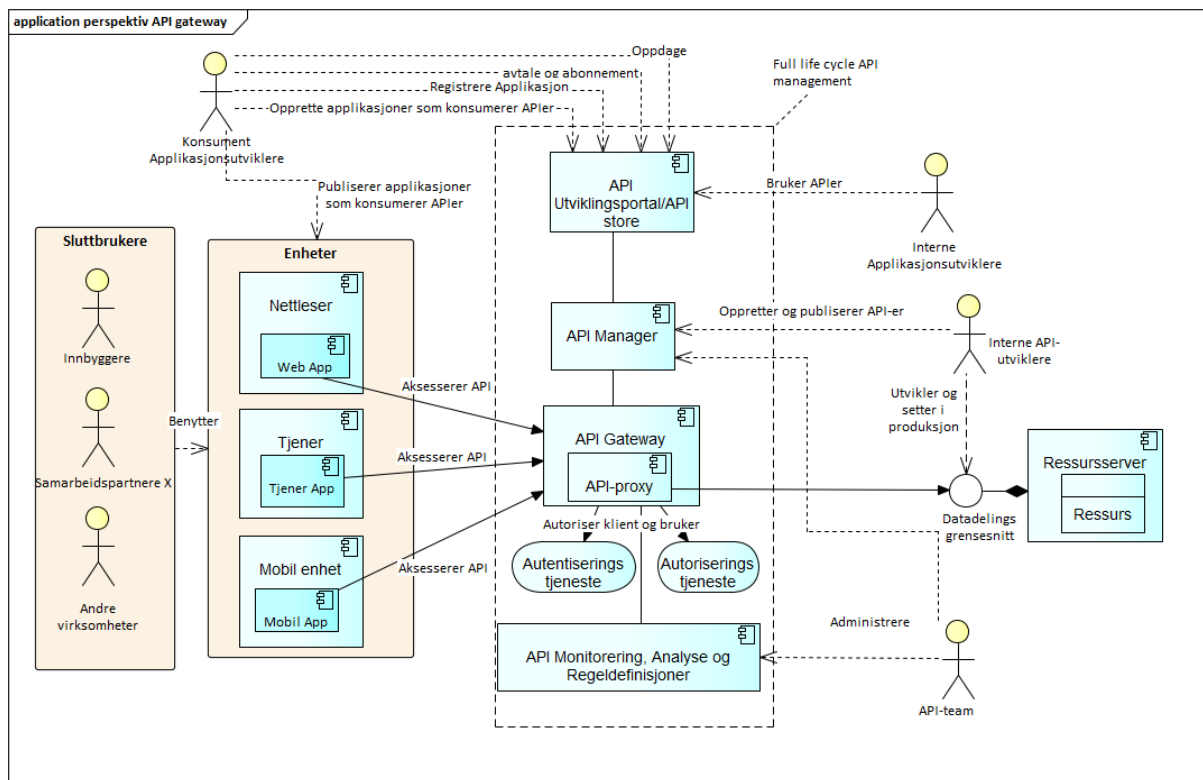 application perspektiv API gateway
Oppdage
avtale og abonnement
Registrere Applikasjon
Opprette applikasjoner som konsumerer APIer
Full life cycle API
management
Konsument
Applikasjonsutviklere
Publiserer applikasjoner
som konsumerer APIer
API
Utviklingsportal/API
store
Bruker APIer
Interne
Applikasjonsutviklere
Sluttbrukere
Innbyggere
Samarbeidspartnere X
Andre
virksomheter
Benytter
Enheter
Nettleser
Web App
Tjener
Tjener App
Mobil enhet
Mobil App
Aksesserer API
Aksesserer API
Aksesserer API
API Manager
Oppretter og publiserer API-er
Interne API-
utviklere
Utvikler og
setter i
produksjon
API Gateway
API-proxy
Autoriser klient og bruker
Autentiserings
tjeneste
Autoriserings
tjeneste
Datadelings
grensesnitt
Ressursserver
Ressurs
API Monitorering, Analyse og
Regeldefinisjoner
Administrere
API-team